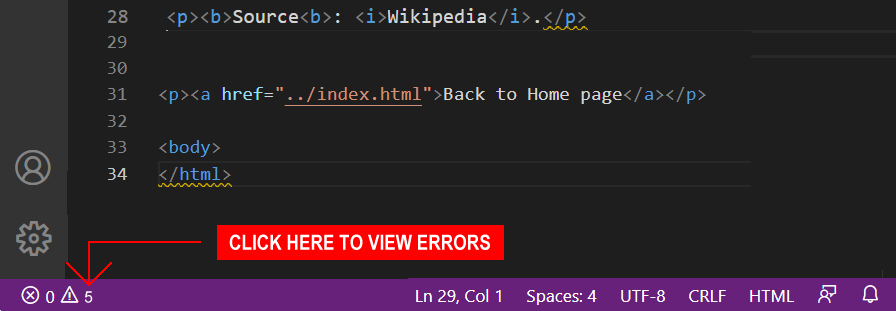 28 <p><b>Source<b>: <i>Wikipedia</i>.</p>
29
30
31 <p><a href="../index.html">Back to Home page</a></p>
32
33 <body>
34 </html>
CLICK HERE TO VIEW ERRORS
0 5 Ln 29, Col 1 Spaces: 4 UTF-8 CRLF HTML